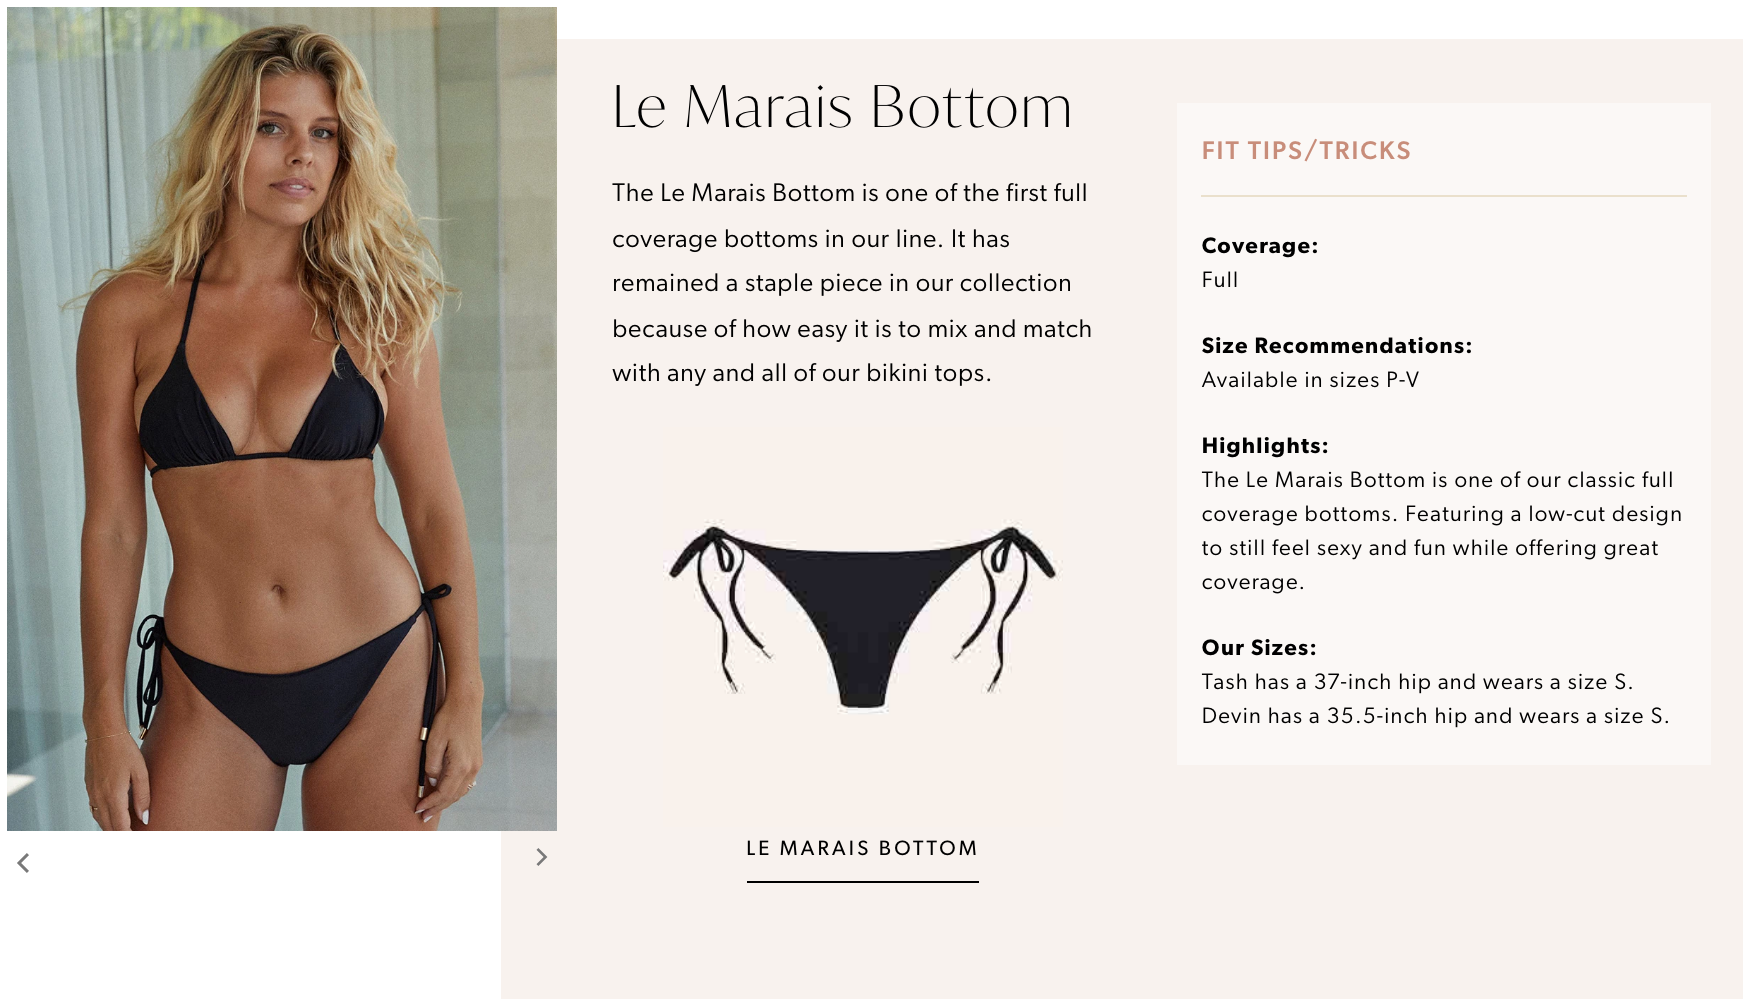 Le Marais Bottom
The Le Marais Bottom is one of the first full
coverage bottoms in our line. It has
remained a staple piece in our collection
because of how easy it is to mix and match
with any and all of our bikini tops.
LE MARAIS BOTTOM
FIT TIPS/TRICKS
Coverage:
Full
Size Recommendations:
Available in sizes P-V
Highlights:
The Le Marais Bottom is one of our classic full
coverage bottoms. Featuring a low-cut design
to still feel sexy and fun while offering great
coverage.
Our Sizes:
Tash has a 37-inch hip and wears a size S.
Devin has a 35.5-inch hip and wears a size S.